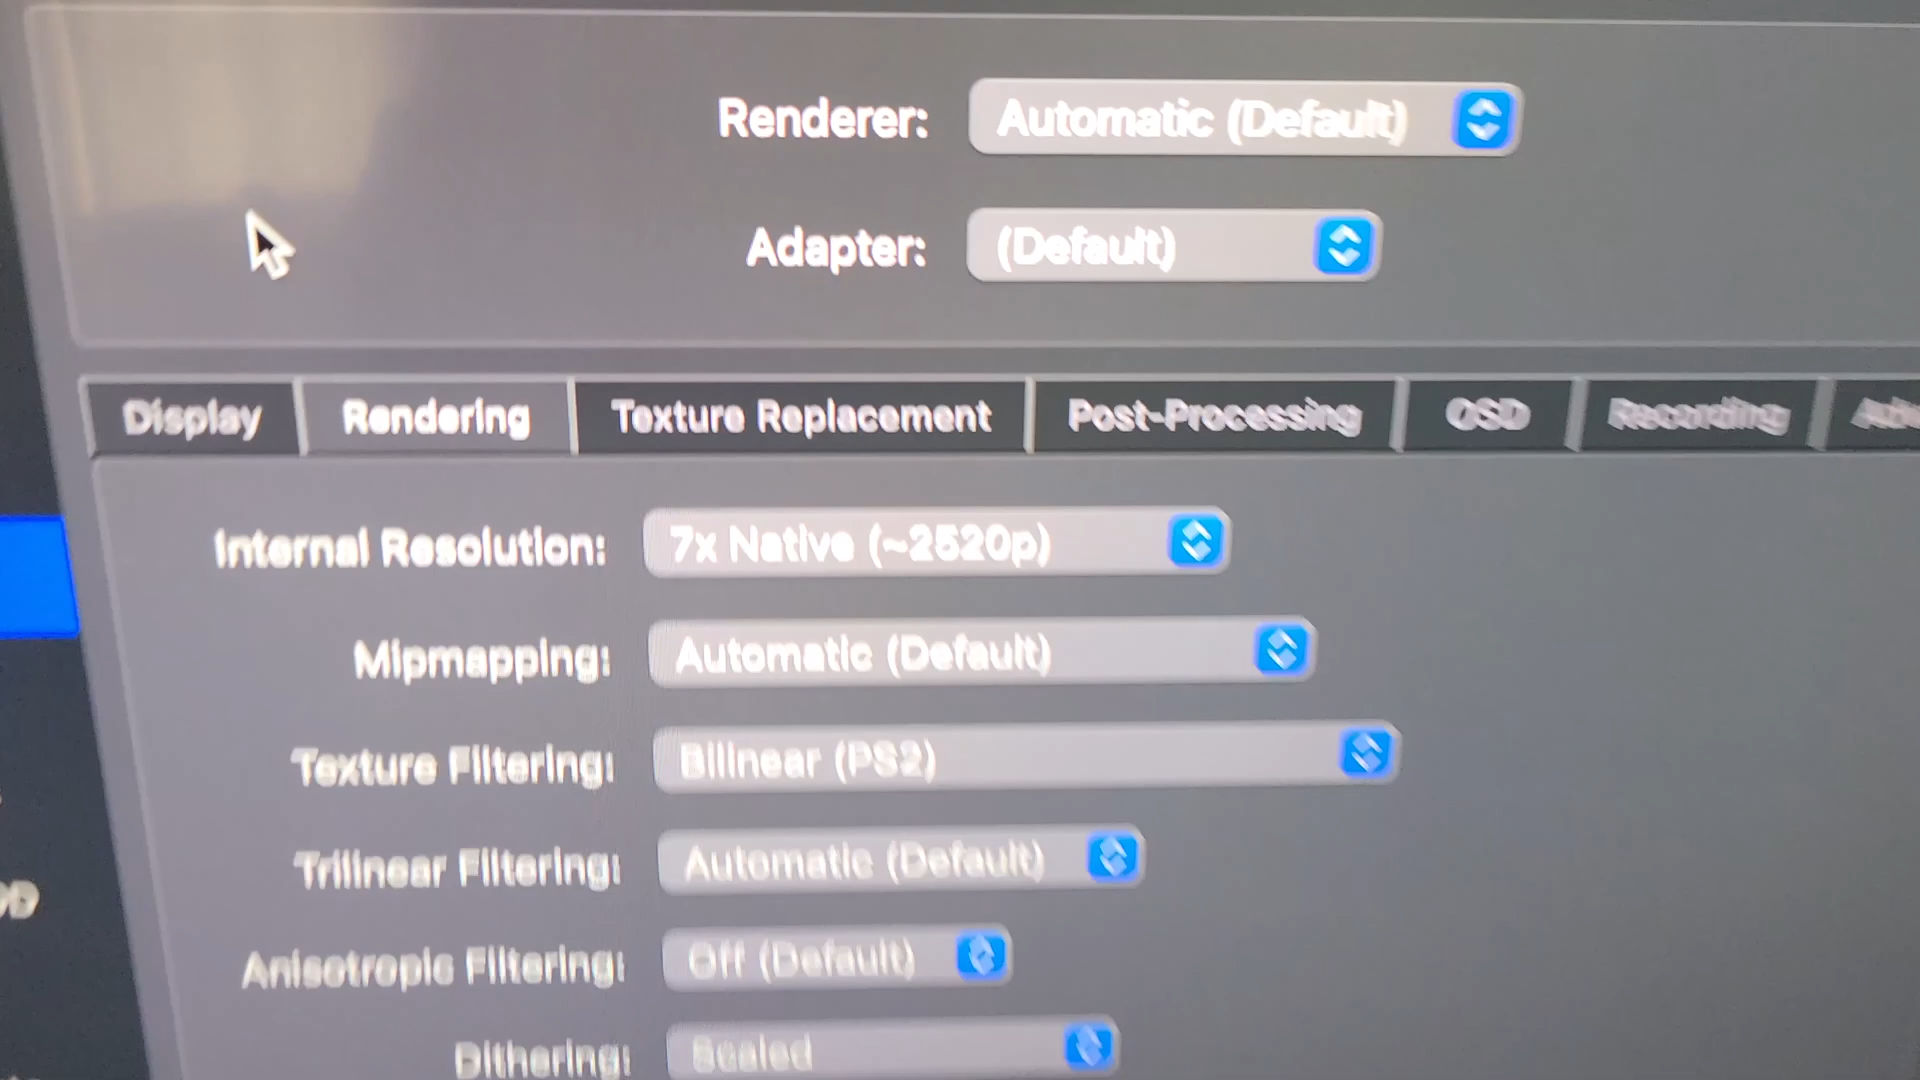 Renderer: Automatic (Default)
Adapter: (Default)
Display Rendering Texture Replacement Post-Processing OSD Recording
Internal Resolution: 7x Native (~2520p)
Mipmapping: Automatic (Default)
Texture Filtering: Bilinear (PS2)
Trilinear Filtering: Automatic (Default)
Anisotropic Filtering: Off (Default)
Dithering: Scaled